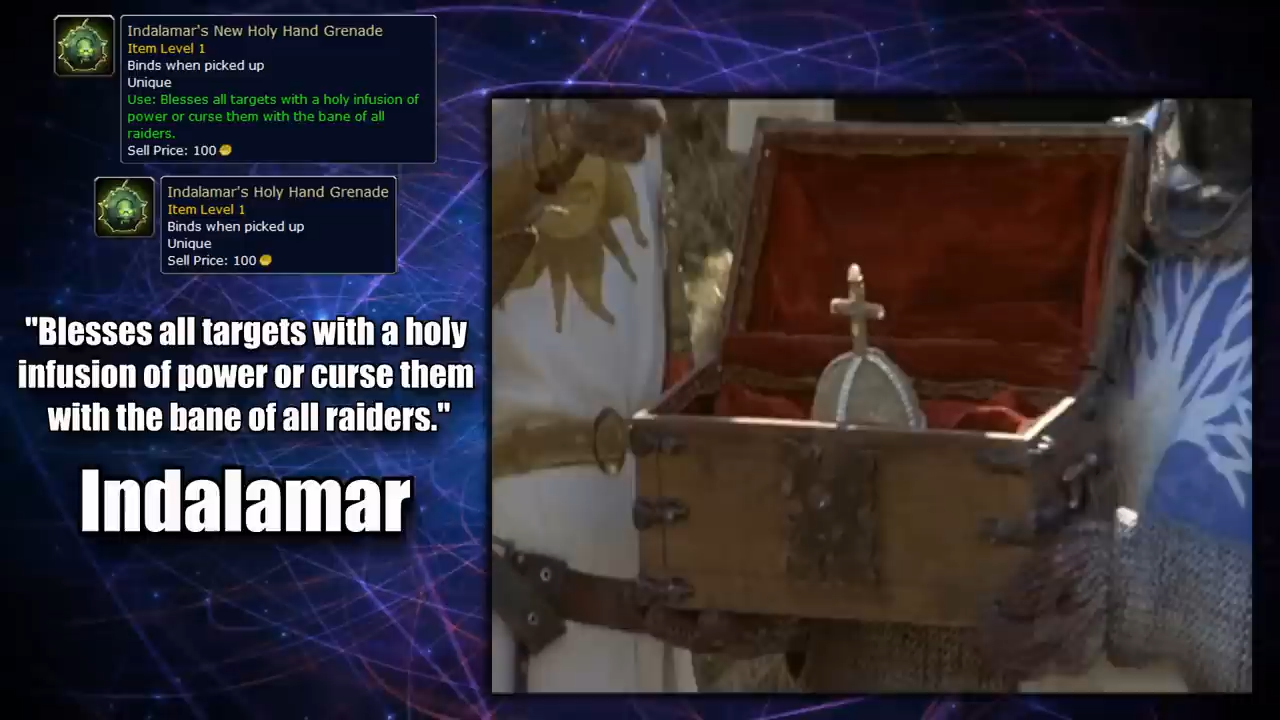 Indalamar's New Holy Hand Grenade
Item Level 1
Binds when picked up
Unique
Use: Blesses all targets with a holy infusion of
power or curse them with the bane of all
raiders.
Sell Price: 100
Indalamar's Holy Hand Grenade
Item Level 1
Binds when picked up
Unique
Sell Price: 100
"Blesses all targets with a holy
infusion of power or curse them
with the bane of all raiders."
Indalamar